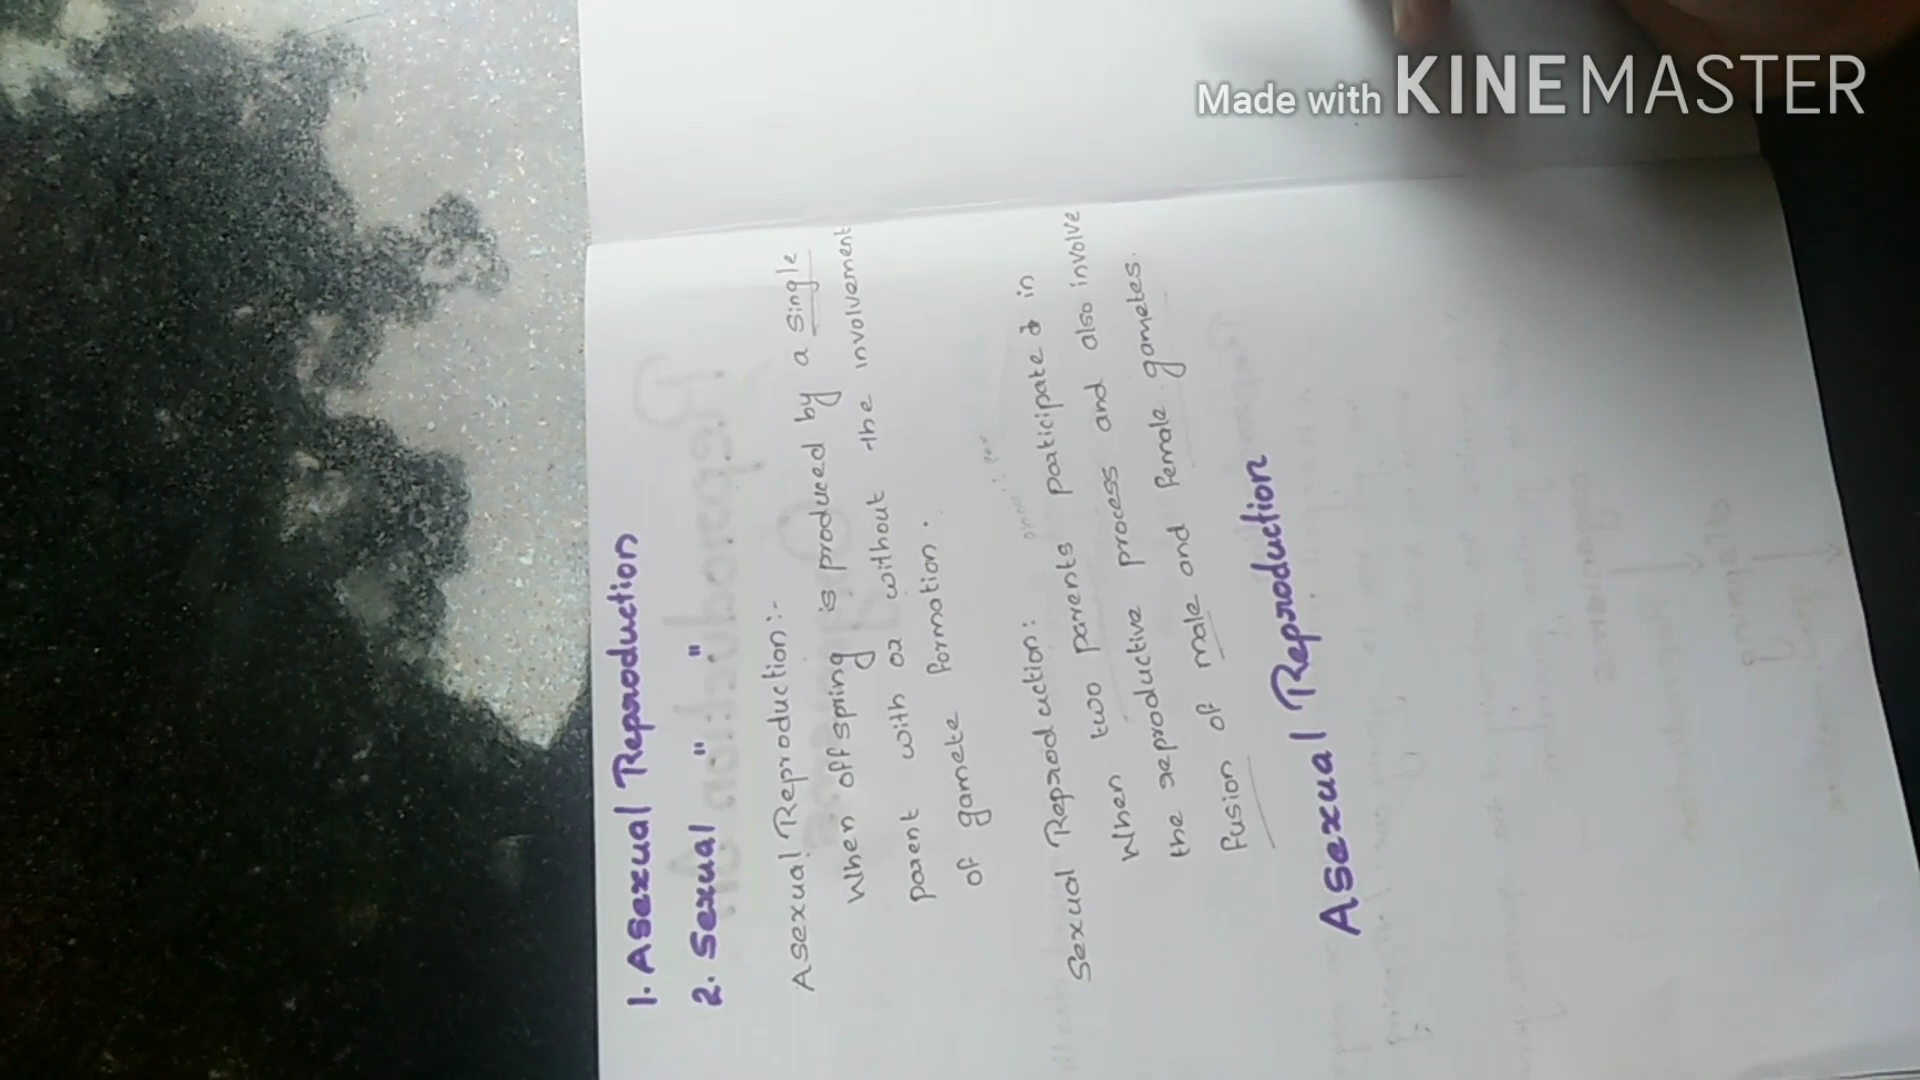 Made with KINEMASTER
1. Asexual Reproduction
2. Sexual " "
Asexual Reproduction:-
When offspring is produced by a single
parent with or without the involvement
of gamete formation.
Sexual Reproduction:
When two parents participate in
the reproductive process and also involve
fusion of male and female gametes.
Asexual Reproduction